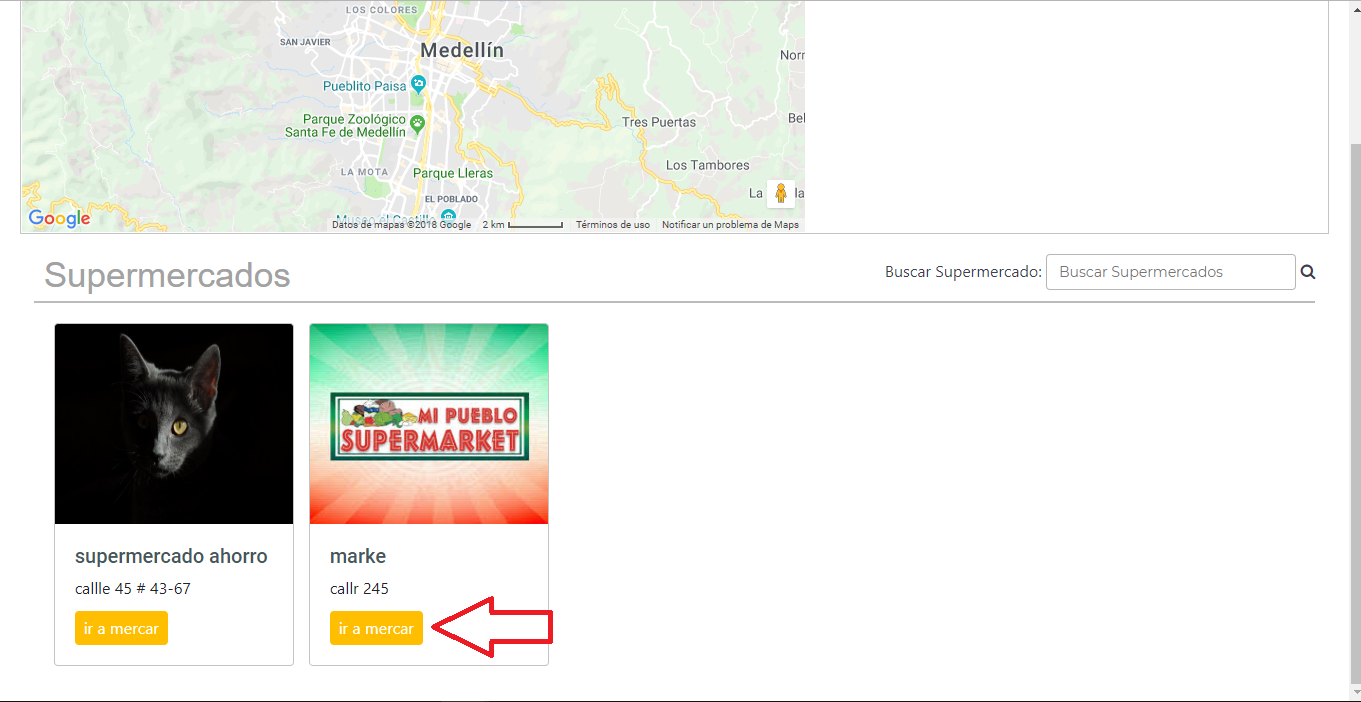 LOS COLORES
SAN JAVIER
Medellín
Norr
Pueblito Paisa
Parque Zoológico
Santa Fe de Medellín
Tres Puertas
Bel
LA MOTA
Parque Lleras
Los Tambores
EL POBLADO
La
la
Google
Museo el Castillo
Datos de mapas ©2018 Google
2 km
Términos de uso
Notificar un problema de Maps
Supermercados
Buscar Supermercado:
Buscar Supermercados
MI PUEBLO
SUPERMARKET
supermercado ahorro
callle 45 # 43-67
ir a mercar
marke
callr 245
ir a mercar